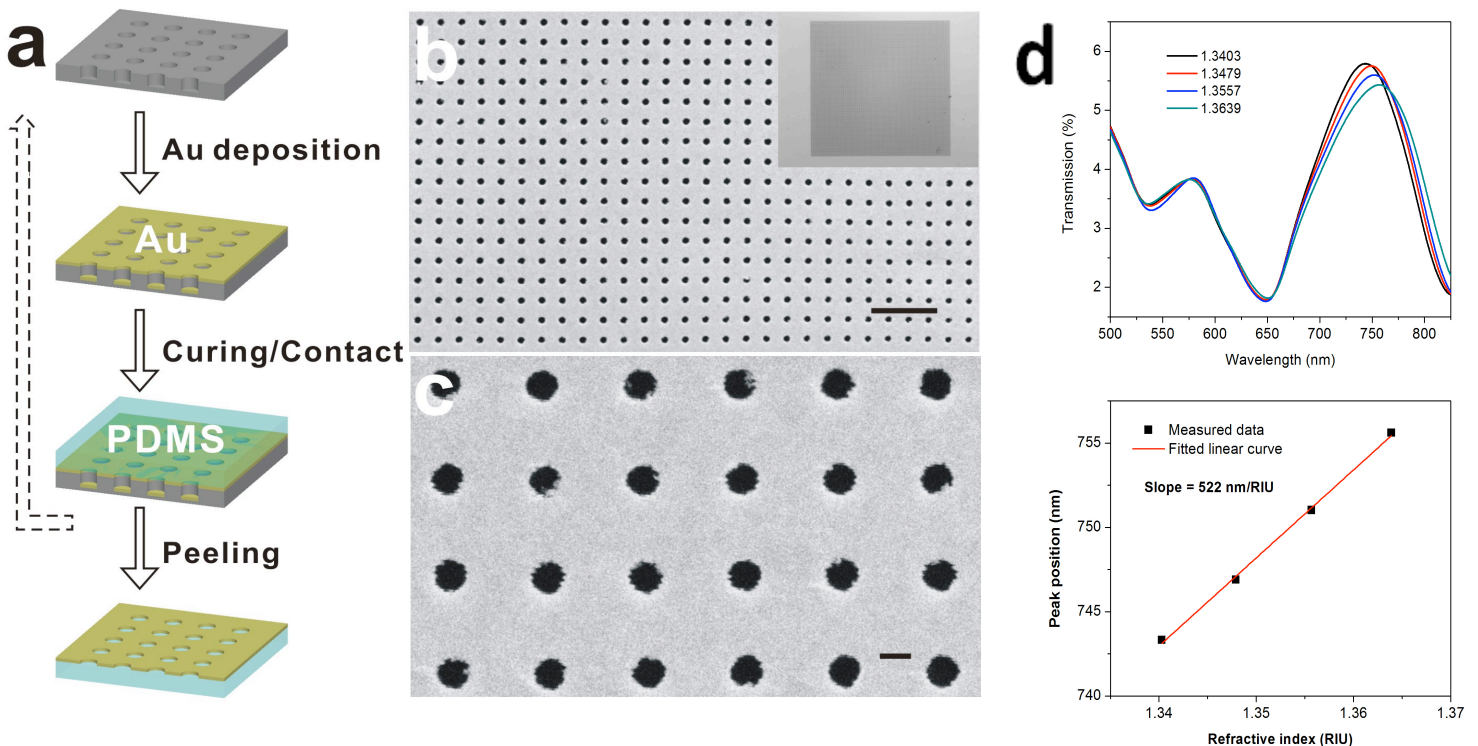 a
Au deposition
Au
Curing/Contact
PDMS
Peeling
b
c
d
Transmission (%)
6
5
4
3
2
1.3403
1.3479
1.3557
1.3639
500 550 600 650 700 750 800
Wavelength (nm)
Peak position (nm)
755
750
745
740
Measured data
Fitted linear curve
Slope = 522 nm/RIU
1.34 1.35 1.36 1.37
Refractive index (RIU)